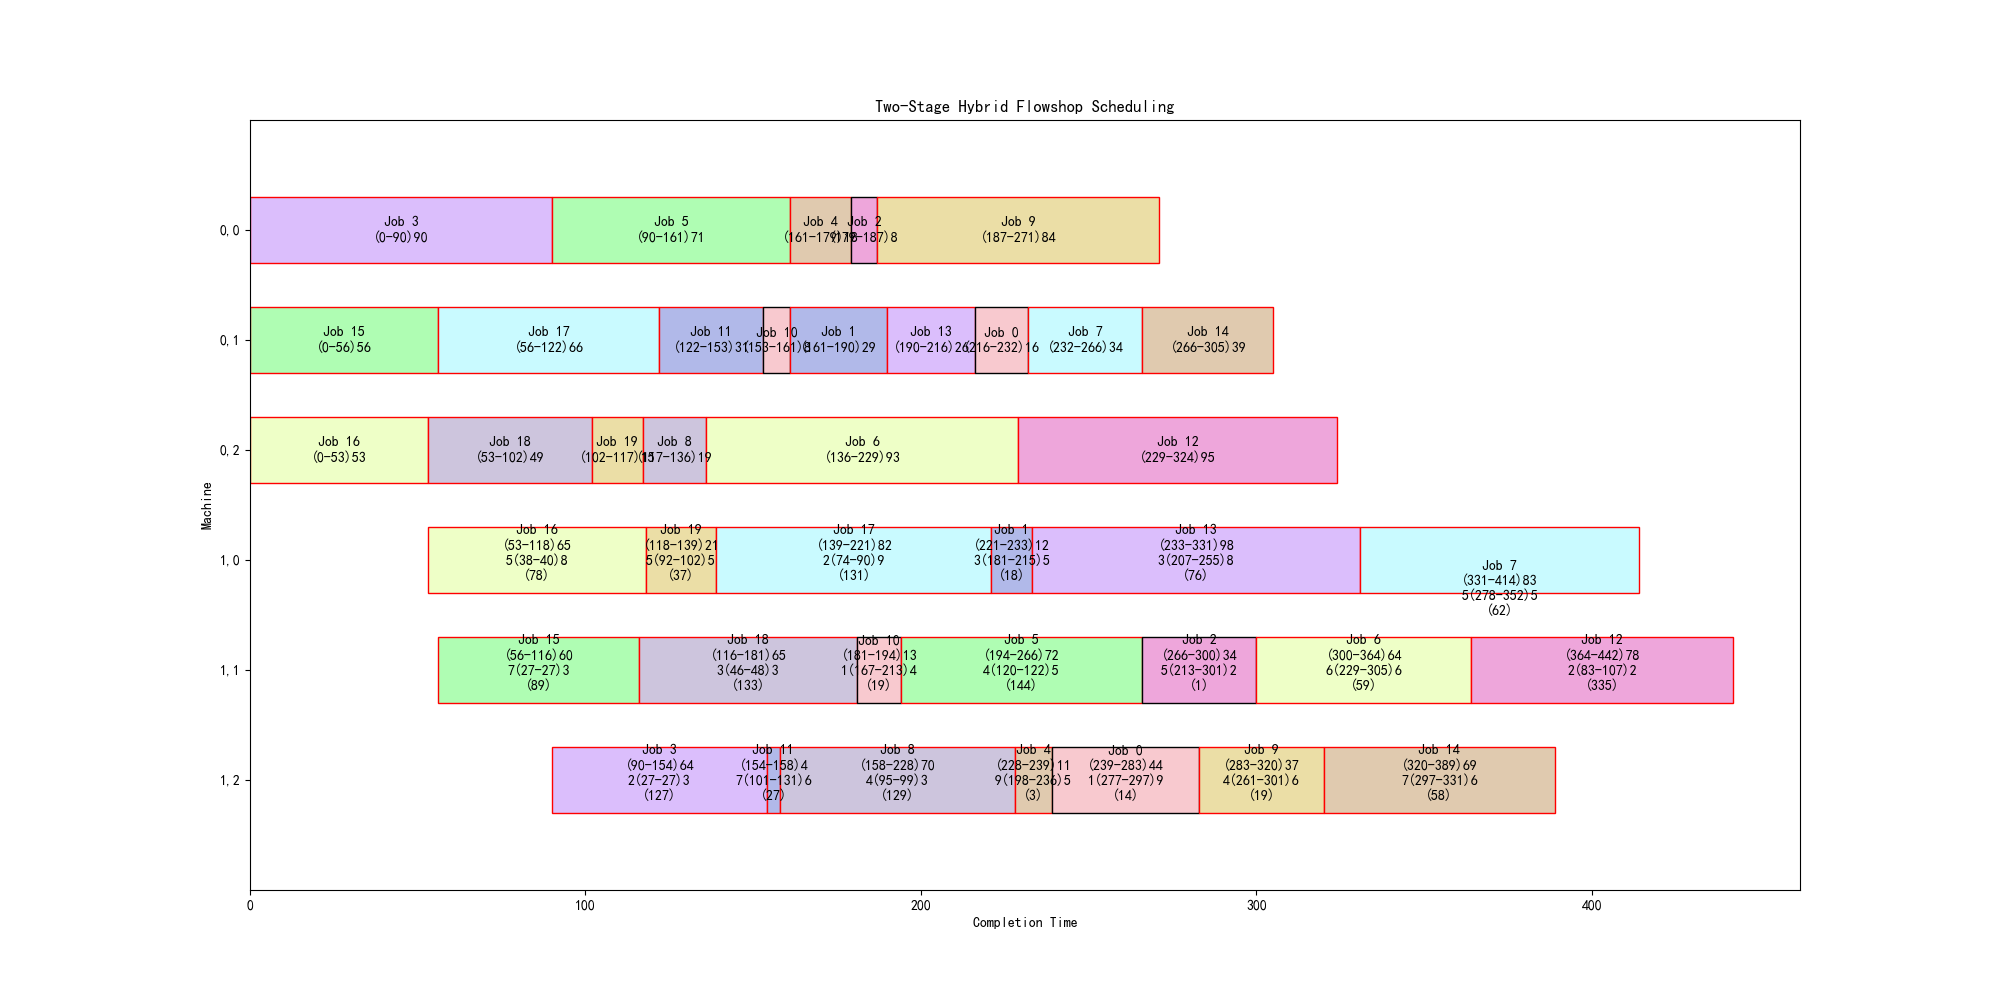 Two-Stage Hybrid Flowshop Scheduling
Machine
0,0
Job 3
(0-90)90
Job 5
(90-161)71
Job 4
(161-179)18
Job 2
(179-187)8
Job 9
(187-271)84
0,1
Job 15
(0-56)56
Job 17
(56-122)66
Job 11
(122-153)31
Job 10
(153-161)8
Job 1
(161-190)29
Job 13
(190-216)26
Job 0
(216-232)16
Job 7
(232-266)34
Job 14
(266-305)39
0,2
Job 16
(0-53)53
Job 18
(53-102)49
Job 19
(102-117)15
Job 8
(117-136)19
Job 6
(136-229)93
Job 12
(229-324)95
1,0
Job 16
(53-118)65
5(38-40)8
(78)
Job 19
(118-139)21
5(92-102)5
(37)
Job 17
(139-221)82
2(74-90)9
(131)
Job 1
(221-233)12
3(181-215)5
(18)
Job 13
(233-331)98
3(207-255)8
(76)
Job 7
(331-414)83
5(278-352)5
(62)
1,1
Job 15
(56-116)60
7(27-27)3
(89)
Job 18
(116-181)65
3(46-48)3
(133)
Job 10
(181-194)13
1(167-213)4
(19)
Job 5
(194-266)72
4(120-122)5
(144)
Job 2
(266-300)34
5(213-301)2
(1)
Job 6
(300-364)64
6(229-305)6
(59)
Job 12
(364-442)78
2(83-107)2
(335)
1,2
Job 3
(90-154)64
2(27-27)3
(127)
Job 11
(154-158)4
7(101-131)6
(27)
Job 8
(158-228)70
4(95-99)3
(129)
Job 4
(228-239)11
9(198-236)5
(3)
Job 0
(239-283)44
1(277-297)9
(14)
Job 9
(283-320)37
4(261-301)6
(19)
Job 14
(320-389)69
7(297-331)6
(58)
0
100
200
300
400
Completion Time